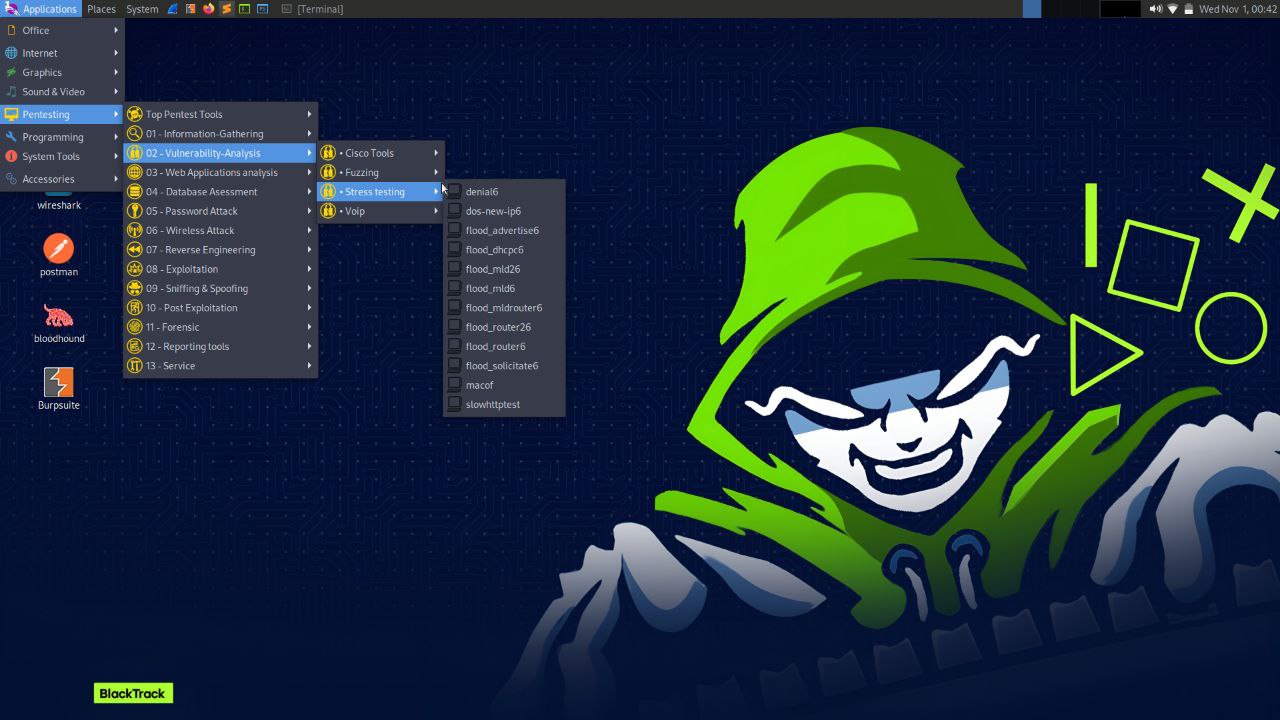 Applications Places System [Terminal] Wed Nov 1, 00:42
Office
Internet
Graphics
Sound & Video
Pentesting
Programming
System Tools
Accessories
Top Pentest Tools
01 - Information-Gathering
02 - Vulnerability-Analysis
03 - Web Applications analysis
04 - Database Asessment
05 - Password Attack
06 - Wireless Attack
07 - Reverse Engineering
08 - Exploitation
09 - Sniffing & Spoofing
10 - Post Exploitation
11 - Forensic
12 - Reporting tools
13 - Service
• Cisco Tools
• Fuzzing
• Stress testing
• Voip
denial6
dos-new-ip6
flood_advertise6
flood_dhcpc6
flood_mld26
flood_mld6
flood_mldrouter6
flood_router26
flood_router6
flood_solicitate6
macof
slowhttptest
wireshark
postman
bloodhound
Burpsuite
BlackTrack